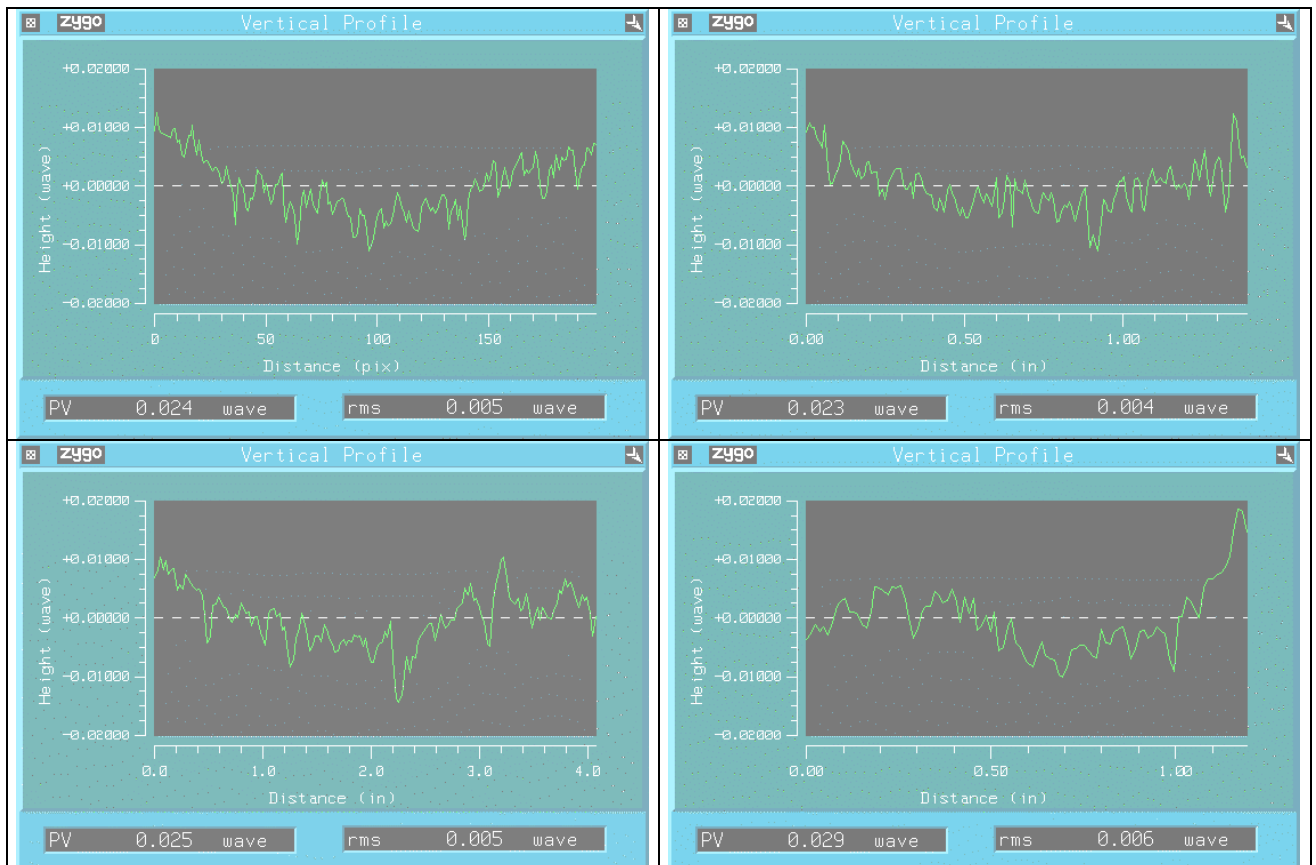 zygo Vertical Profile
+0.02000
+0.01000
+0.00000
-0.01000
-0.02000
Height (wave)
0 50 100 150
Distance (pix)
PV 0.024 wave rms 0.005 wave
zygo Vertical Profile
+0.02000
+0.01000
+0.00000
-0.01000
-0.02000
Height (wave)
0.00 0.50 1.00
Distance (in)
PV 0.023 wave rms 0.004 wave
zygo Vertical Profile
+0.02000
+0.01000
+0.00000
-0.01000
-0.02000
Height (wave)
0.0 1.0 2.0 3.0 4.0
Distance (in)
PV 0.025 wave rms 0.005 wave
zygo Vertical Profile
+0.02000
+0.01000
+0.00000
-0.01000
-0.02000
Height (wave)
0.00 0.50 1.00
Distance (in)
PV 0.029 wave rms 0.006 wave